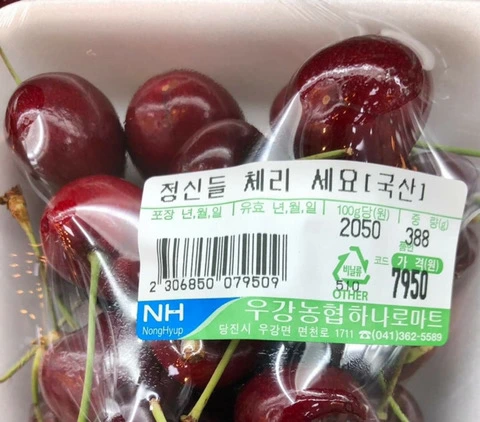 정신들 체리 세요[국산]
포장 년,월,일 유효 년,월,일 100g당(원) 중 량(g)
2050 388
코드 가 격(원)
7950
2 306850 079509
비닐류
OTHER
NH 우강농협하나로마트
NongHyup 당진시 우강면 면천로 1711 ☎(041)362-5589